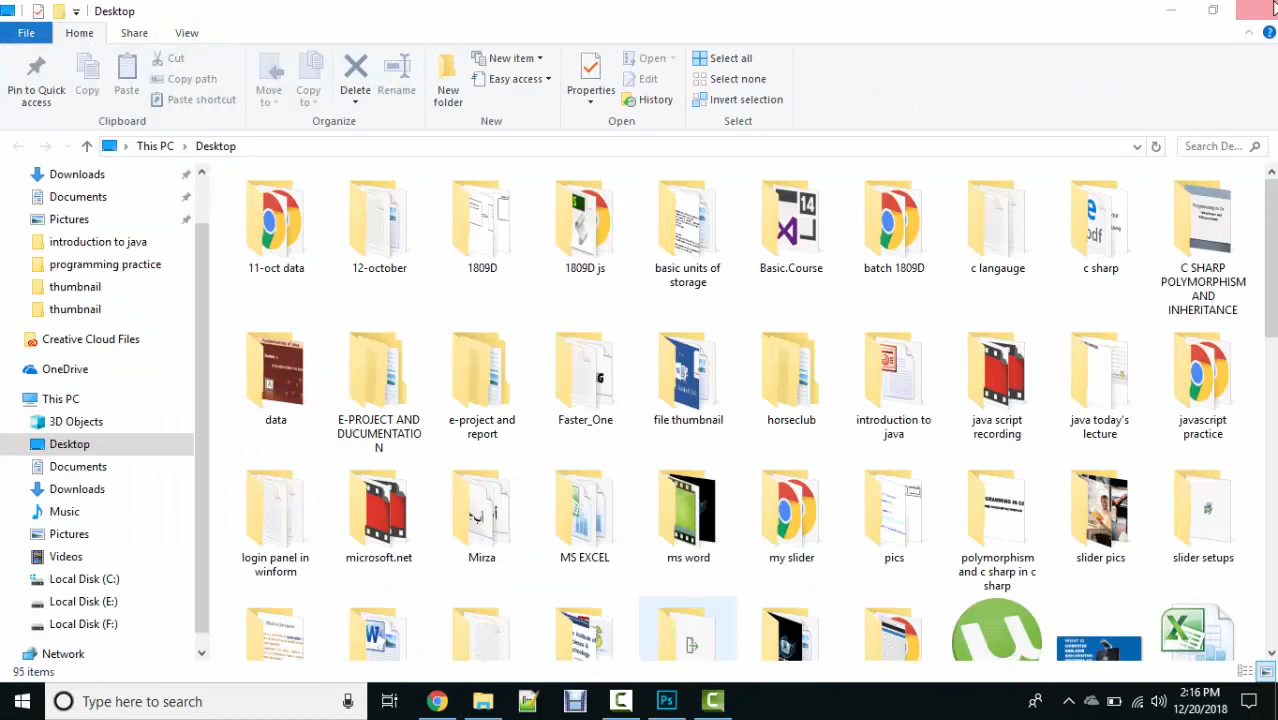 Desktop
File Home Share View
Pin to Quick access
Copy
Paste
Cut
Copy path
Paste shortcut
Move to
Copy to
Delete
Rename
New folder
New item
Easy access
Properties
Open
Edit
History
Select all
Select none
Invert selection
Clipboard Organize New Open Select
This PC Desktop
Search De...
Downloads
Documents
Pictures
introduction to java
programming practice
thumbnail
thumbnail
Creative Cloud Files
OneDrive
This PC
3D Objects
Desktop
Documents
Downloads
Music
Pictures
Videos
Local Disk (C:)
Local Disk (E:)
Local Disk (F:)
Network
11-oct data
12-october
1809D
1809D js
basic units of storage
Basic.Course
batch 1809D
c langauge
c sharp
C SHARP POLYMORPHISM AND INHERITANCE
data
E-PROJECT AND DUCUMENTATION
e-project and report
Faster_One
file thumbnail
horseclub
introduction to java
java script recording
java today's lecture
javascript practice
login panel in winform
microsoft.net
Mirza
MS EXCEL
ms word
my slider
pics
polymorphism and c sharp in c sharp
slider pics
slider setups
95 items
Type here to search
2:16 PM
12/20/2018